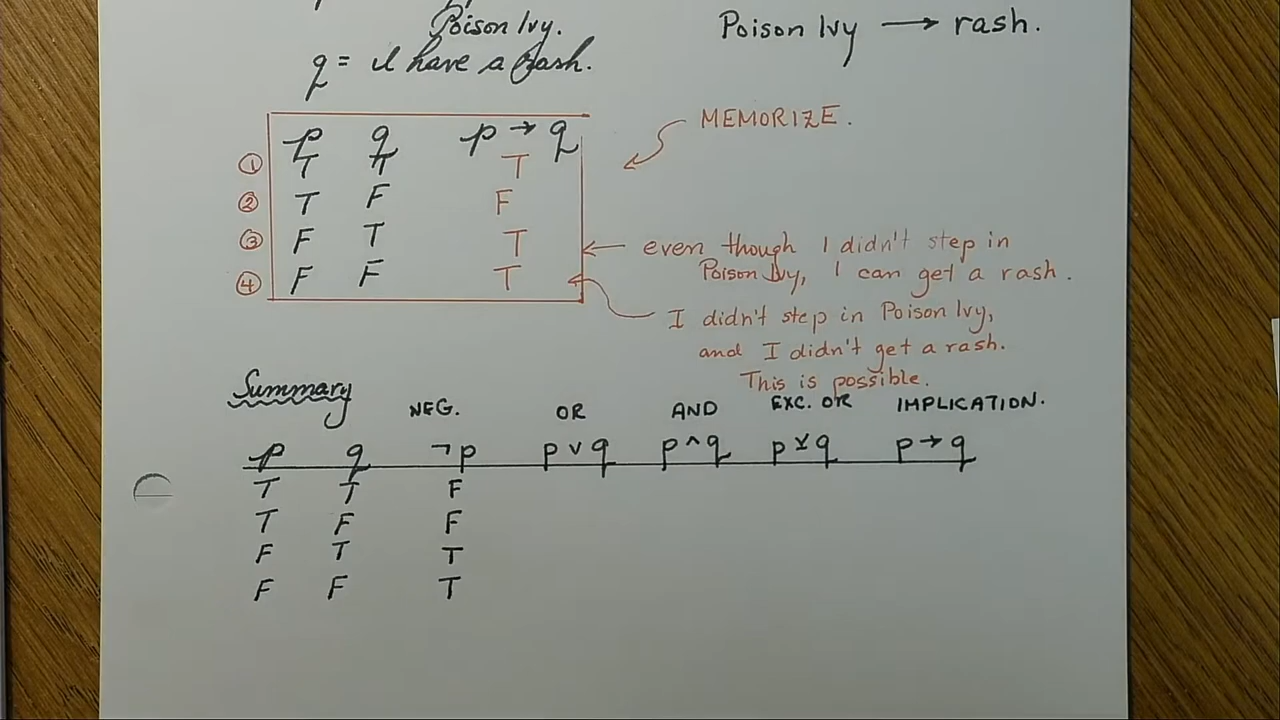 Poison Ivy.
Poison Ivy → rash.
q = I have a Rash.
p q p → q
MEMORIZE.
① T T T
② T F F
③ F T T
even though I didn't step in
Poison Ivy, I can get a rash.
④ F F T
I didn't step in Poison Ivy,
and I didn't get a rash.
This is possible.
Summary
NEG. OR AND EXC. OR IMPLICATION.
p q ¬p p ∨ q p ∧ q p ⊻ q p → q
T T F
T F F
F T T
F F T